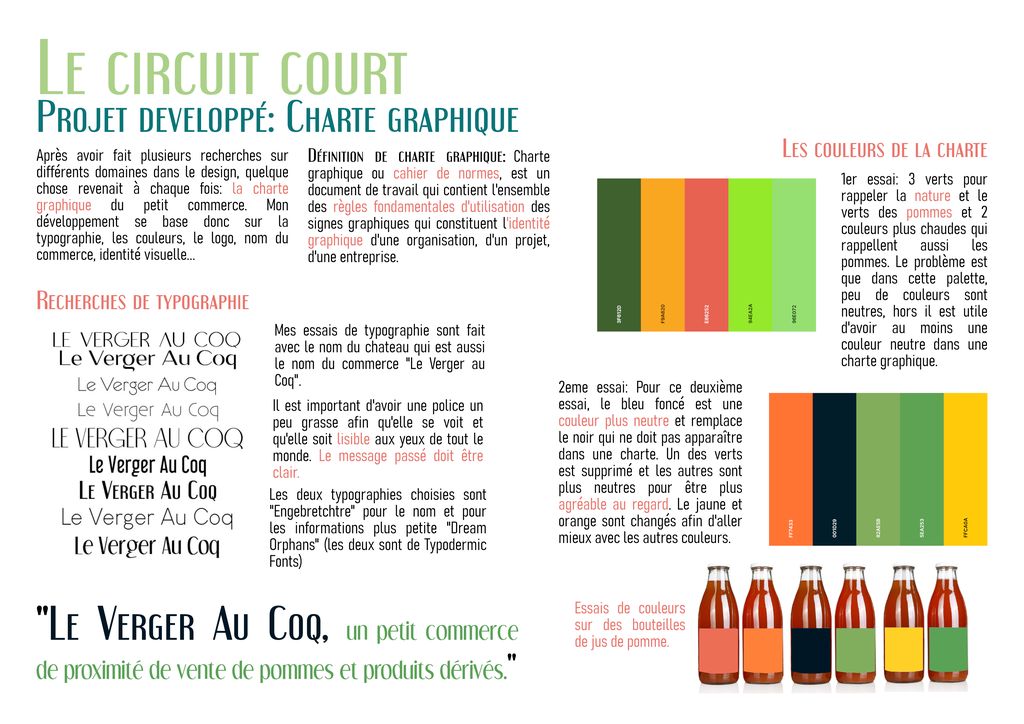 Le circuit court
Projet developpé: Charte graphique
Après avoir fait plusieurs recherches sur
différents domaines dans le design, quelque
chose revenait à chaque fois: la charte
graphique du petit commerce. Mon
développement se base donc sur la
typographie, les couleurs, le logo, nom du
commerce, identité visuelle...
Définition de charte graphique: Charte
graphique ou cahier de normes, est un
document de travail qui contient l'ensemble
des règles fondamentales d'utilisation des
signes graphiques qui constituent l'identité
graphique d'une organisation, d'un projet,
d'une entreprise.
Recherches de typographie
LE VERGER AU COQ
Le Verger Au Coq
Le Verger Au Coq
Le Verger Au Coq
LE VERGER AU COQ
Le Verger Au Coq
Le Verger Au Coq
Le Verger Au Coq
Le Verger Au Coq
Mes essais de typographie sont fait
avec le nom du chateau qui est aussi
le nom du commerce "Le Verger au
Coq".
Il est important d'avoir une police un
peu grasse afin qu'elle se voit et
qu'elle soit lisible aux yeux de tout le
monde. Le message passé doit être
clair.
Les deux typographies choisies sont
"Engebretchtre" pour le nom et pour
les informations plus petite "Dream
Orphans" (les deux sont de Typodermic
Fonts)
"Le Verger Au Coq, un petit commerce
de proximité de vente de pommes et produits dérivés."
Les couleurs de la charte
3F612D
F9A620
E86252
94EA2A
96E072
1er essai: 3 verts pour
rappeler la nature et le
verts des pommes et 2
couleurs plus chaudes qui
rappellent aussi les
pommes. Le problème est
que dans cette palette,
peu de couleurs sont
neutres, hors il est utile
d'avoir au moins une
couleur neutre dans une
charte graphique.
2eme essai: Pour ce deuxième
essai, le bleu foncé est une
couleur plus neutre et remplace
le noir qui ne doit pas apparaître
dans une charte. Un des verts
est supprimé et les autres sont
plus neutres pour être plus
agréable au regard. Le jaune et
orange sont changés afin d'aller
mieux avec les autres couleurs.
FF7433
001D29
82AE5B
5EA253
FFCA0A
Essais de couleurs
sur des bouteilles
de jus de pomme.